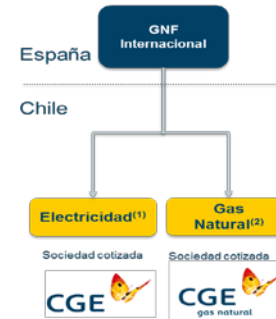 GNF
Internacional
España
Chile
Electricidad(1)
Gas
Natural(2)
Sociedad cotizada
Sociedad cotizada
CGE
CGE
gas natural